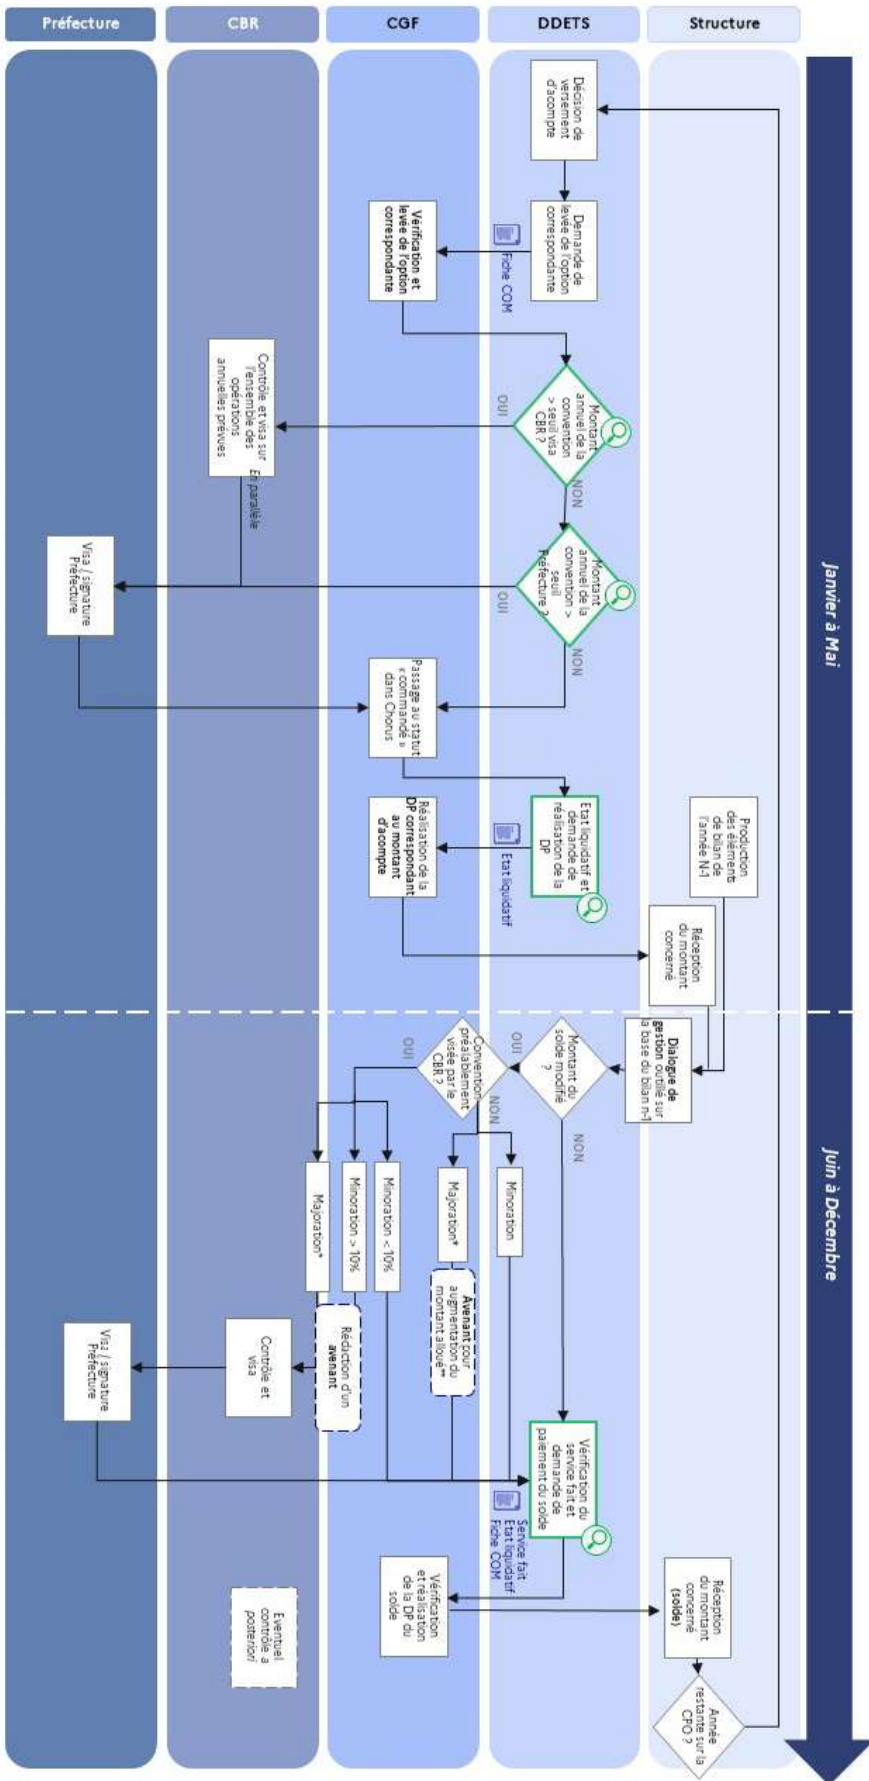 Préfecture
CBR
CGF
DDETS
Structure
Janvier à Mai
Juin à Décembre
Décision de
versement
d'acompte
Demande de
levée de l'option
correspondante
Fiche COM
Vérification et
levée de l'option
correspondante
Montant
annuel de la
convention
> seuil visa
CBR ?
OUI
NON
Contrôle et visa sur
l'ensemble des
opérations
annuelles prévues
En parallèle
Montant
annuel de la
convention >
seuil
Préfecture ?
OUI
NON
Visa / signature
Préfecture
Passage au statut
« commandé »
dans Chorus
Etat liquidatif et
demande de
réalisation de la
DP
Etat liquidatif
Réalisation de la
DP correspondant
au montant
d'acompte
Production
des éléments
de bilan de
l'année N-1
Réception
du montant
concerné
Dialogue de
gestion outillé sur
la base du bilan n-1
Montant du
solde modifié
?
OUI
NON
Convention
préalablement
visée par le
CBR ?
OUI
NON
Minoration
Majoration*
Minoration < 10%
Minoration > 10%
Majoration*
Avenant pour
augmentation du
montant alloué**
Rédaction d'un
avenant
Contrôle et
visa
Visa / signature
Préfecture
Vérification du
service fait et
demande de
paiement du solde
Service fait
Etat liquidatif
Fiche COM
Vérification
et réalisation
de la DP du
solde
Eventuel
contrôle a
posteriori
Réception
du montant
concerné
(solde)
Année
restante sur la
CPO ?